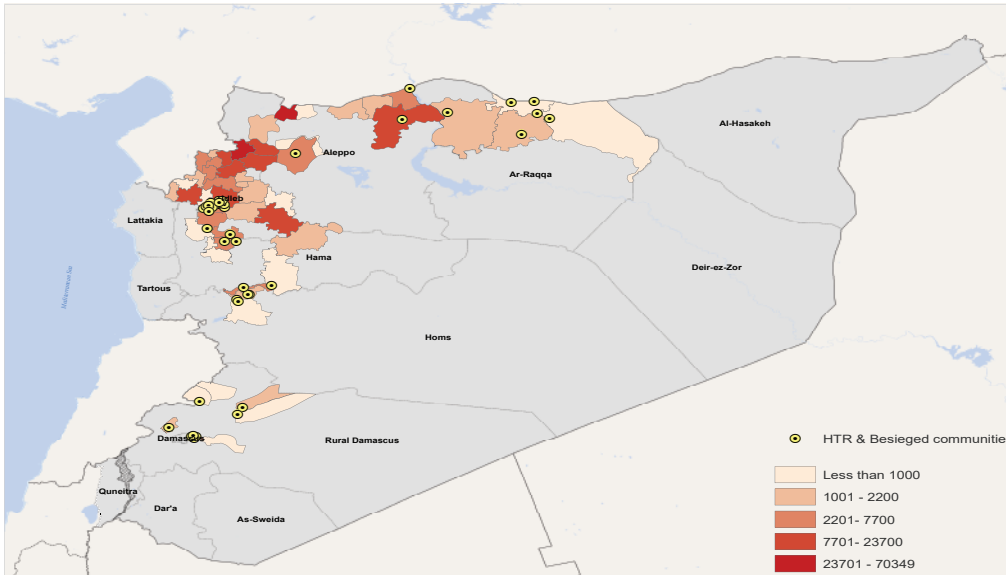 Al-Hasakeh
Aleppo
Ar-Raqqa
Idleb
Lattakia
Hama
Deir-ez-Zor
Tartous
Homs
Damascus
Rural Damascus
Quneitra
Dar'a
As-Sweida
HTR & Besieged communitie
Less than 1000
1001 - 2200
2201- 7700
7701- 23700
23701 - 70349